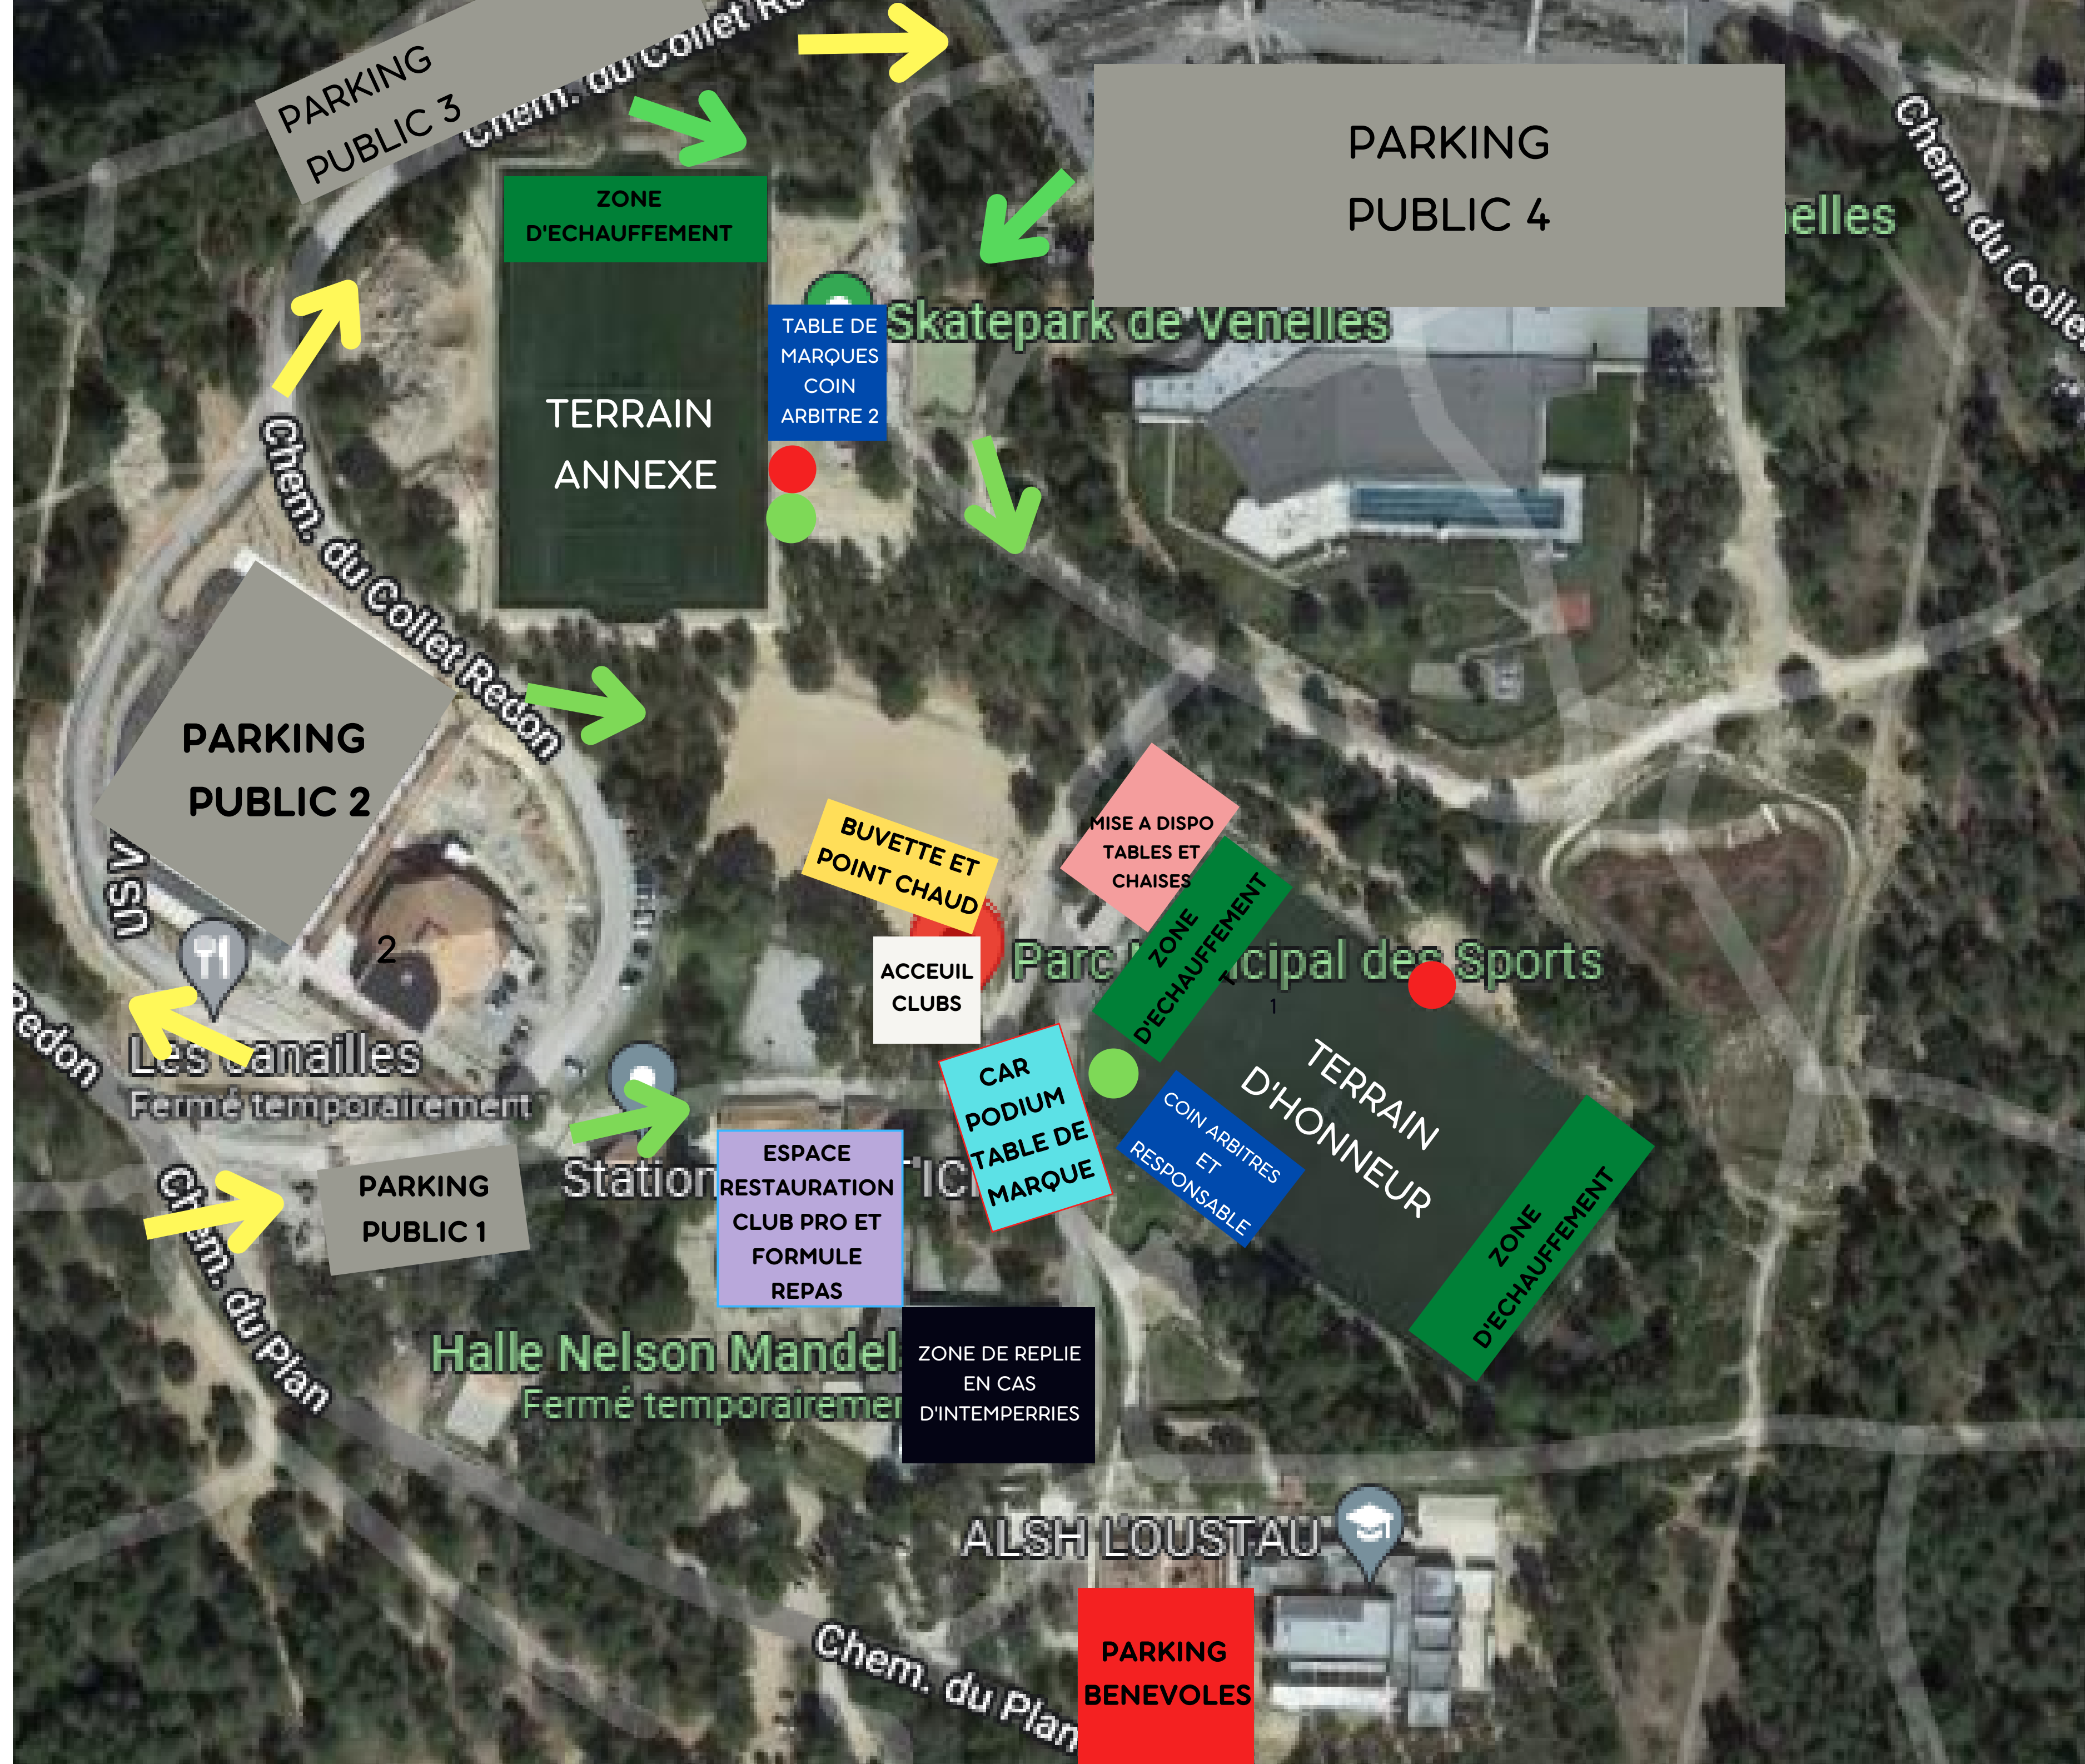 PARKING
PUBLIC 3
Chem. du Collet Re
PARKING
PUBLIC 4
nelles
Chem. du Colle
ZONE
D'ECHAUFFEMENT
Skatepark de Venelles
TABLE DE
MARQUES
COIN
ARBITRE 2
TERRAIN
ANNEXE
Chem. du Collet Redon
PARKING
PUBLIC 2
2
BUVETTE ET
POINT CHAUD
MISE A DISPO
TABLES ET
CHAISES
ZONE
D'ECHAUFFEMENT
T
1
ACCEUIL
CLUBS
Parc
icipal des Sports
TERRAIN
D'HONNEUR
Redon
Les Canailles
Fermé temporairement
CAR
PODIUM
TABLE DE
MARQUE
COIN ARBITRES
ET
RESPONSABLE
ZONE
D'ECHAUFFEMENT
PARKING
PUBLIC 1
Station
ESPACE
RESTAURATION
CLUB PRO ET
FORMULE
REPAS
Chem. du Plan
Halle Nelson Mandel
Fermé temporairemen
ZONE DE REPLIE
EN CAS
D'INTEMPERRIES
ALSH LOUSTAU
PARKING
BENEVOLES
Chem. du Plan